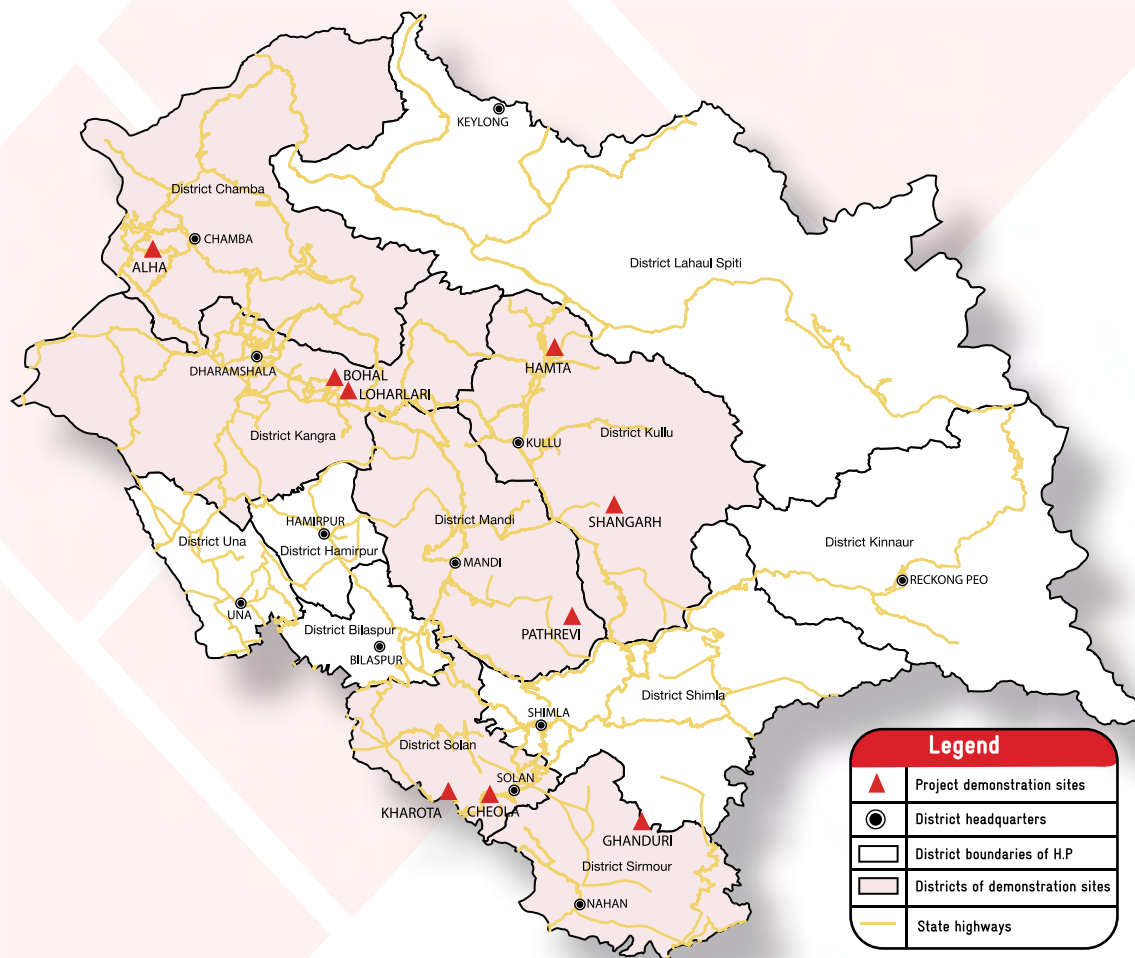 KEYLONG
District Chamba
CHAMBA
ALHA
District Lahaul Spiti
DHARAMSHALA
HAMTA
BOHAL
LOHARLARI
District Kangra
KULLU
District Kullu
SHANGARH
HAMIRPUR
District Mandi
District Una
District Hamirpur
District Kinnaur
MANDI
RECKONG PEO
UNA
District Bilaspur
PATHREVI
BILASPUR
District Shimla
SHIMLA
District Solan
SOLAN
KHAROTA
CHEOLA
GHANDURI
District Sirmour
NAHAN
Legend
Project demonstration sites
District headquarters
District boundaries of H.P
Districts of demonstration sites
State highways